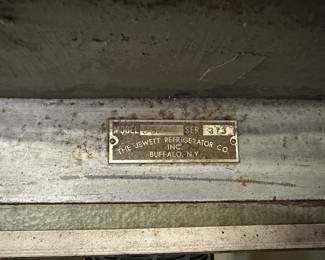 MODEL SER 373
THE JEWETT REFRIGERATOR CO.
INC.
BUFFALO, N.Y.